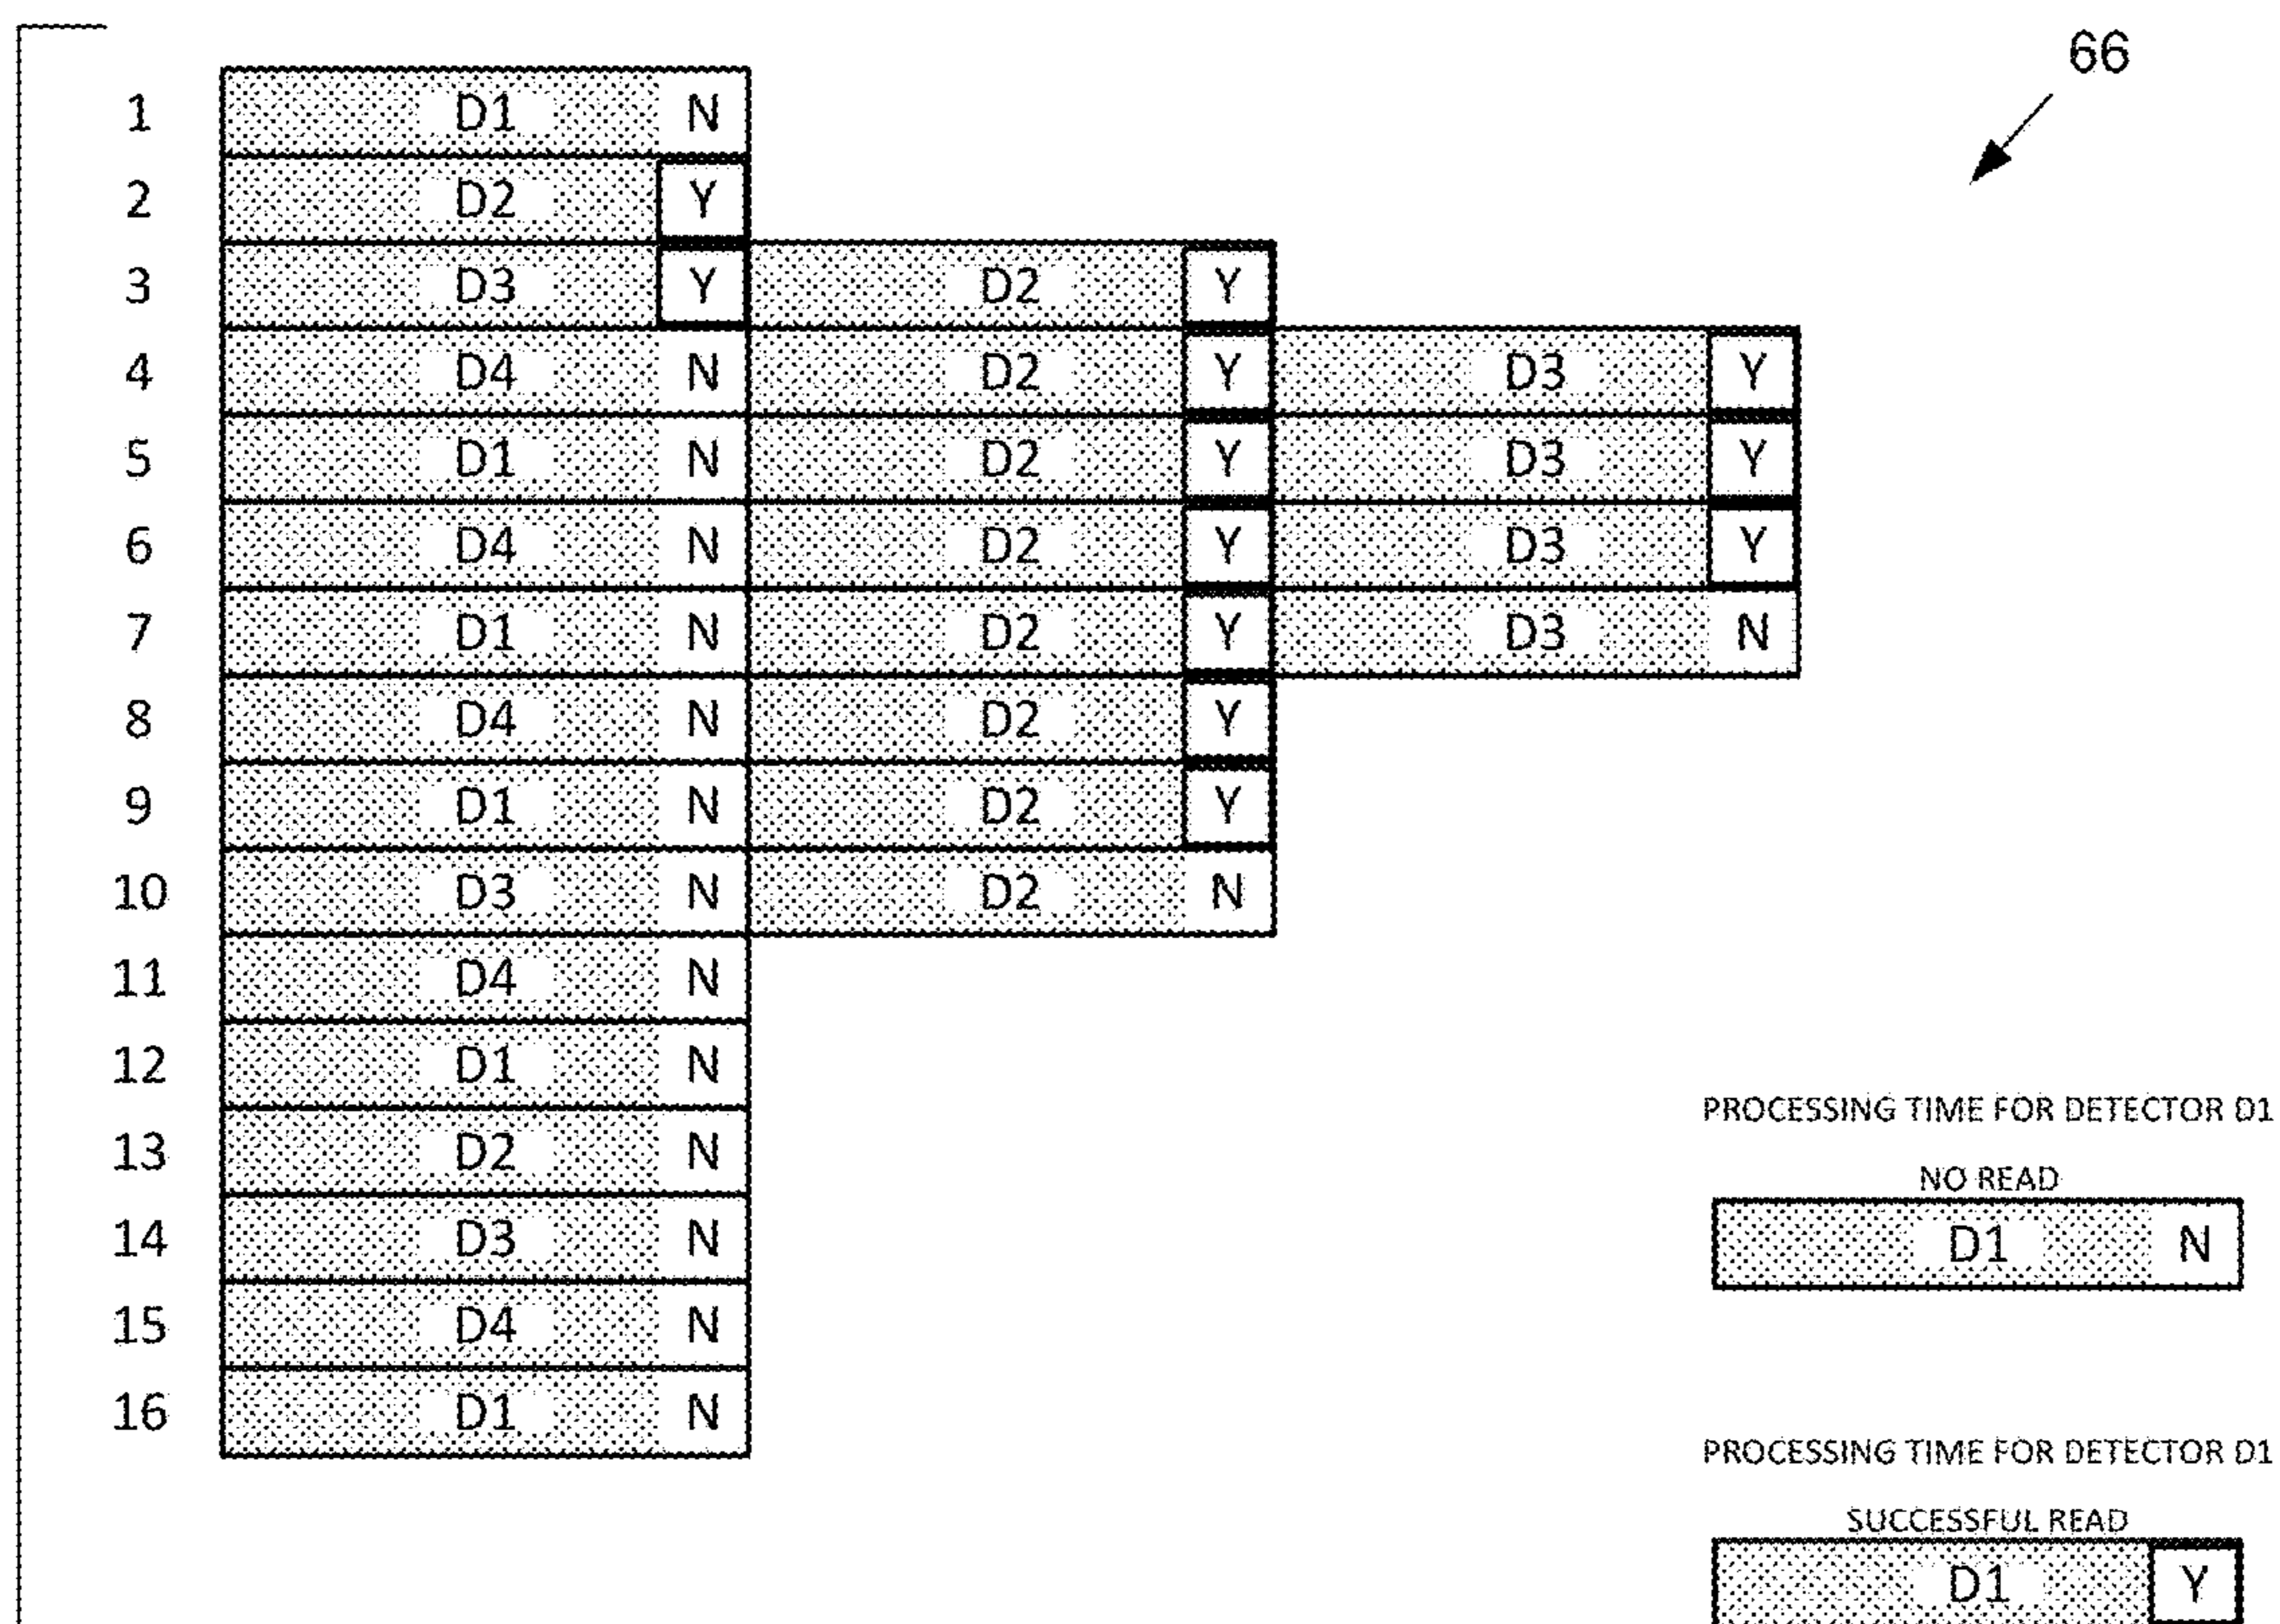 66
1 D1 N
2 D2 Y
3 D3 Y D2 Y
4 D4 N D2 Y D3 Y
5 D1 N D2 Y D3 Y
6 D4 N D2 Y D3 Y
7 D1 N D2 Y D3 N
8 D4 N D2 Y
9 D1 N D2 Y
10 D3 N D2 N
11 D4 N
12 D1 N
13 D2 N
14 D3 N
15 D4 N
16 D1 N
PROCESSING TIME FOR DETECTOR D1
NO READ
D1 N
PROCESSING TIME FOR DETECTOR D1
SUCCESSFUL READ
D1 Y